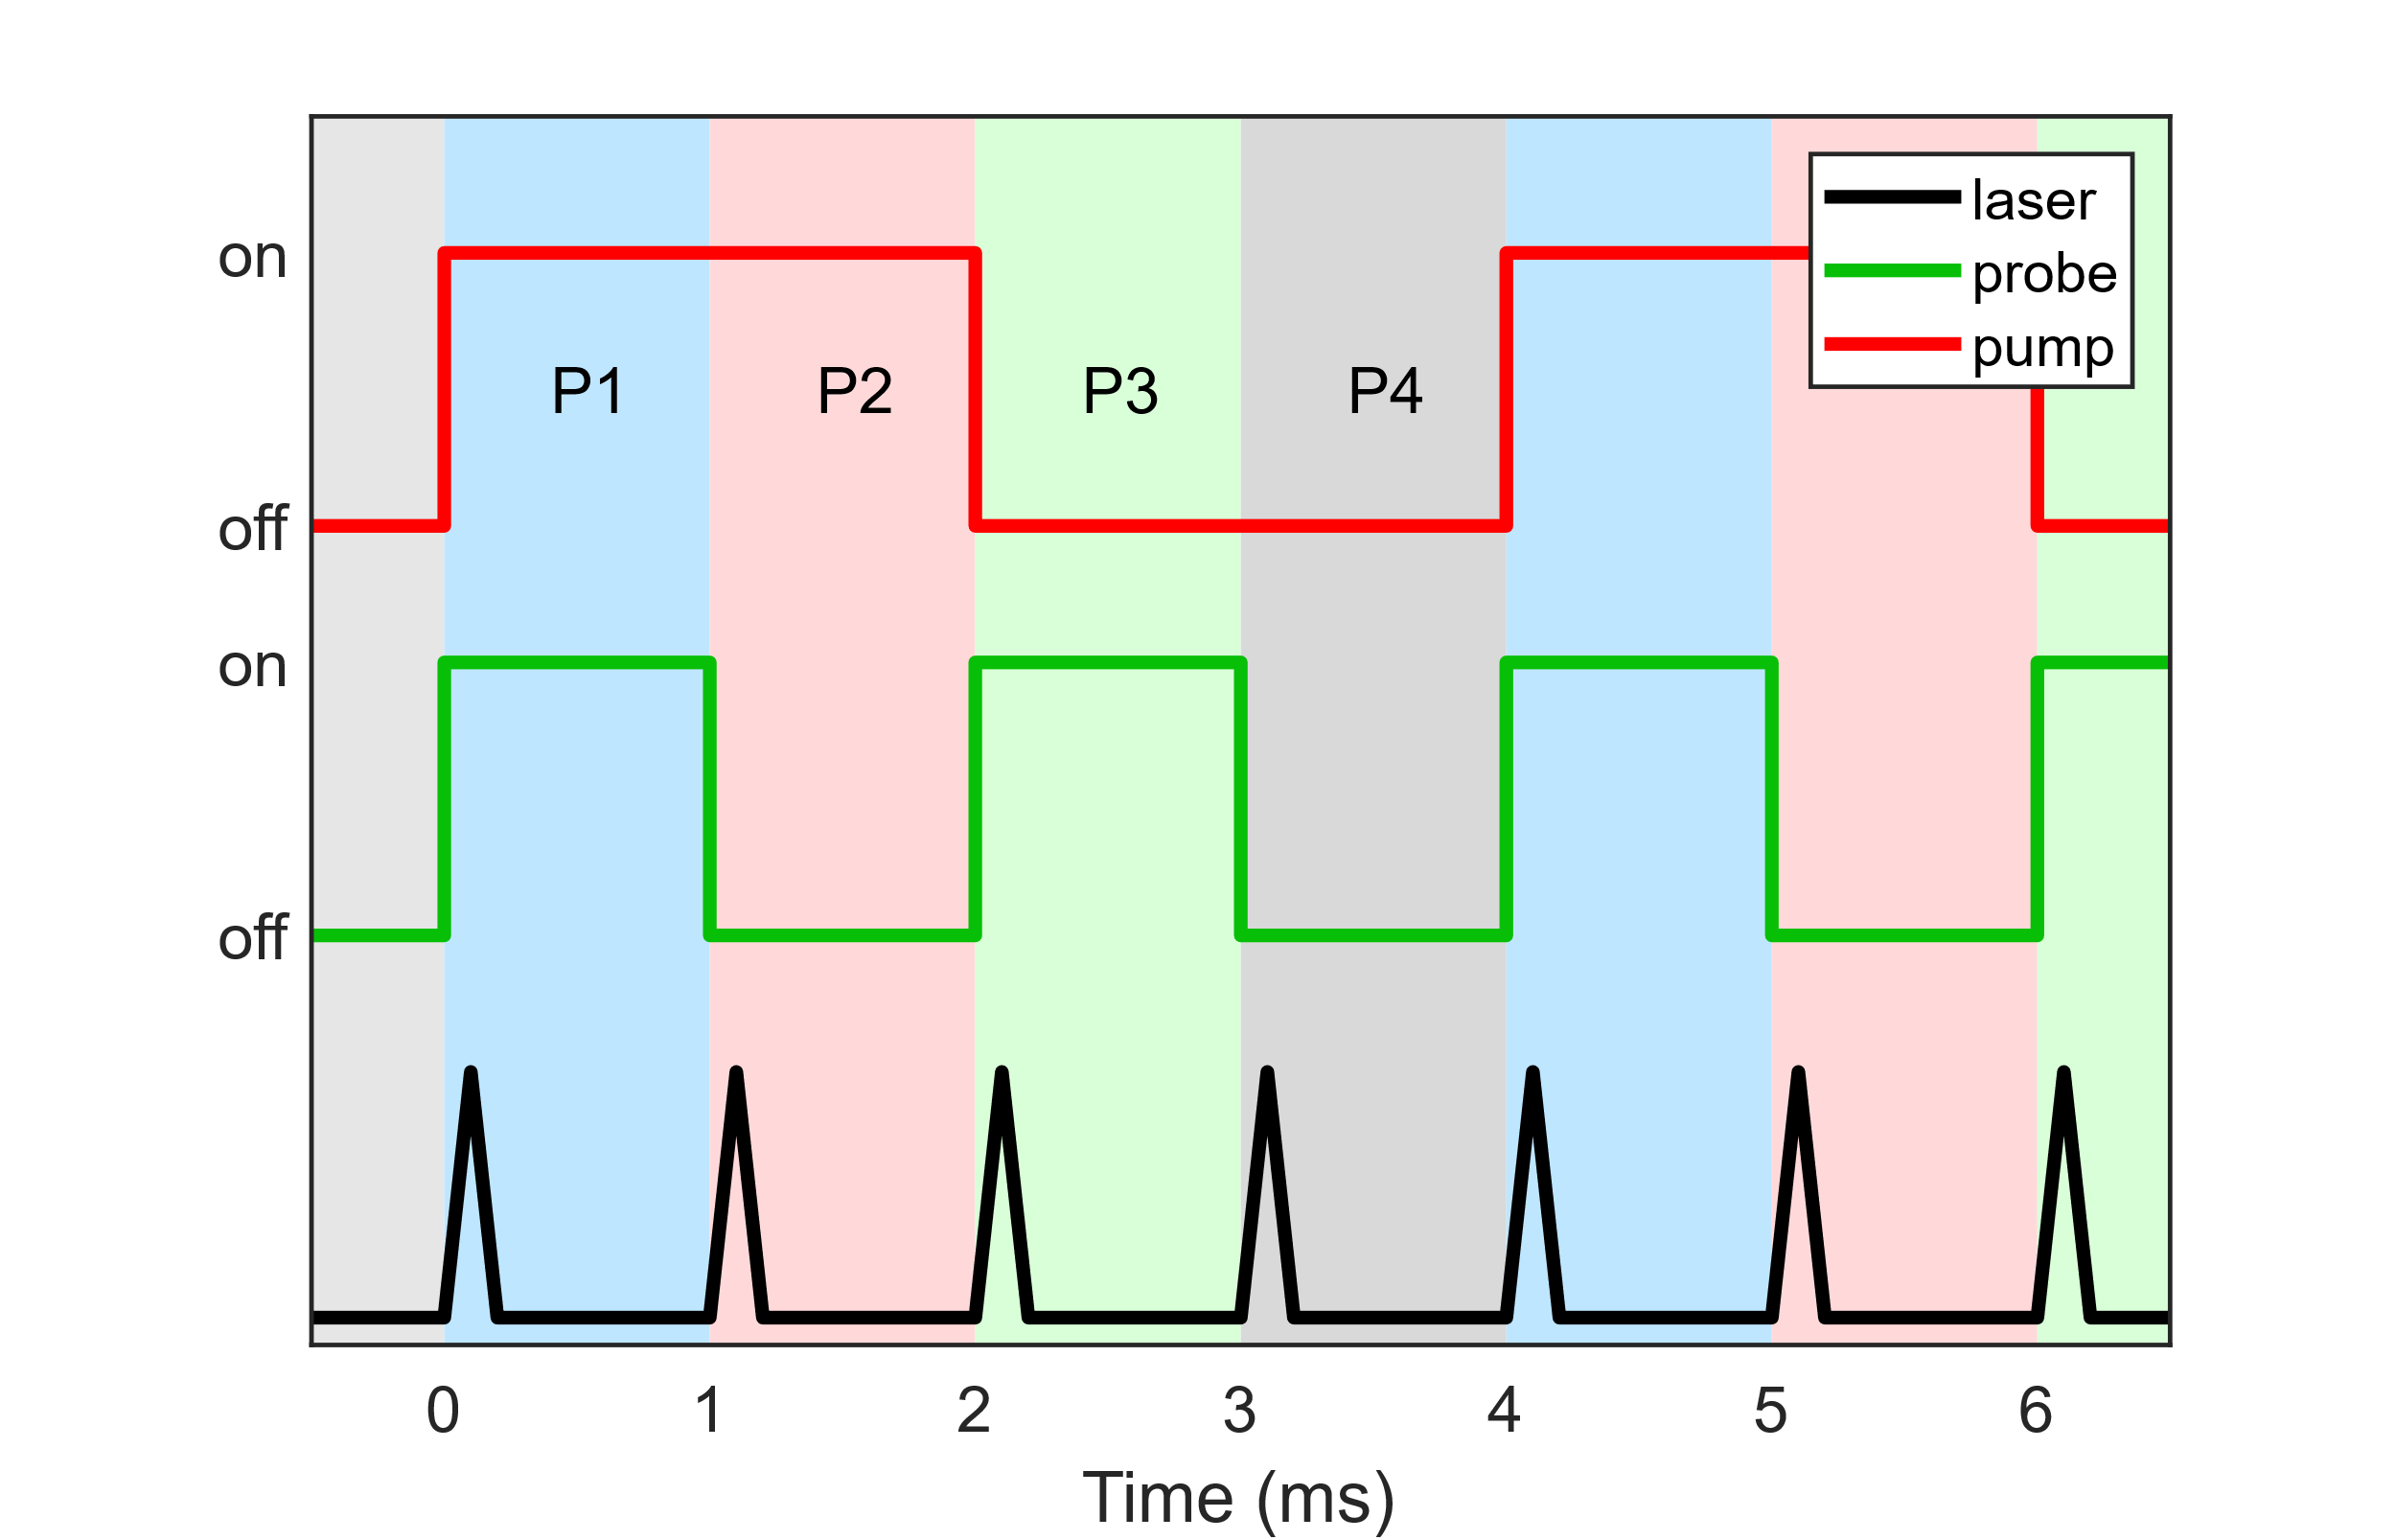 laser
on
probe
pump
P1 P2 P3 P4
off
on
off
0 1 2 3 4 5 6
Time (ms)